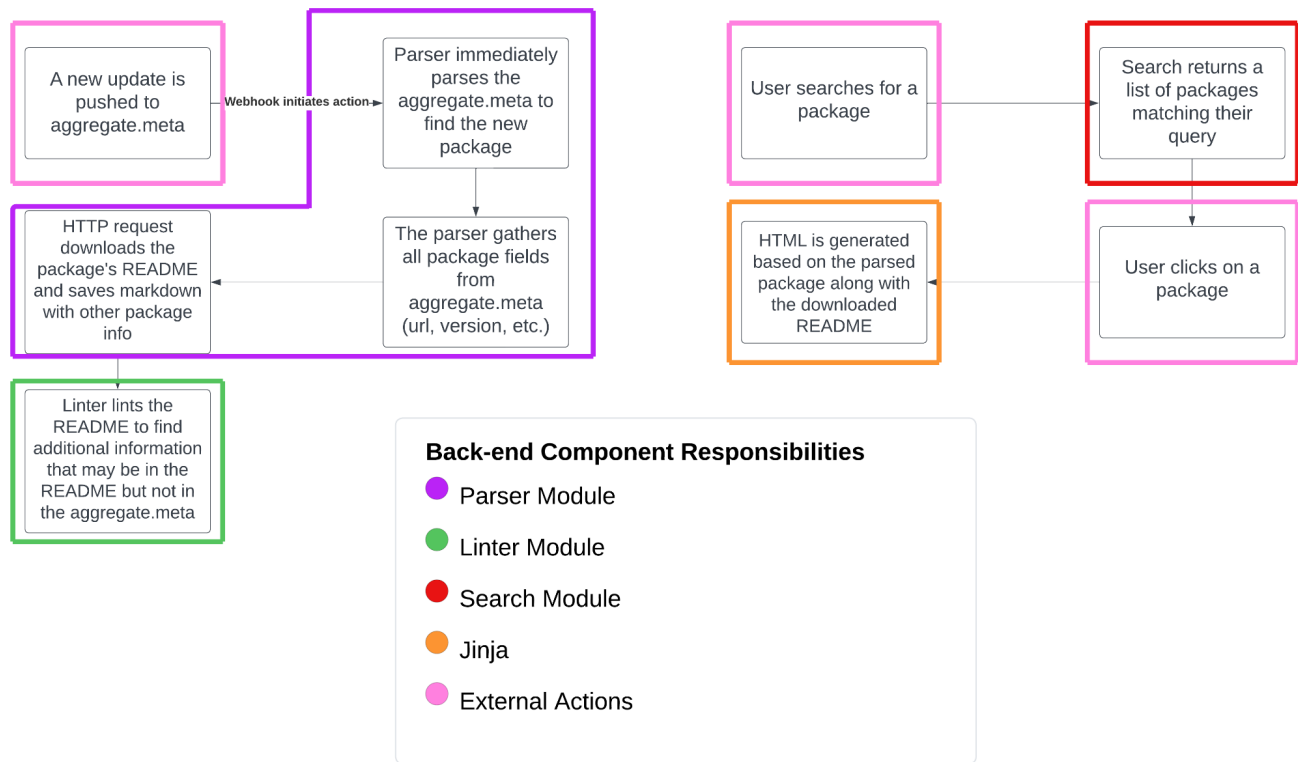 A new update is
pushed to
aggregate.meta
Webhook initiates action
Parser immediately
parses the
aggregate.meta to
find the new
package
The parser gathers
all package fields
from
aggregate.meta
(url, version, etc.)
HTTP request
downloads the
package's README
and saves markdown
with other package
info
Linter lints the
README to find
additional information
that may be in the
README but not in
the aggregate.meta
User searches for a
package
Search returns a
list of packages
matching their
query
User clicks on a
package
HTML is generated
based on the parsed
package along with
the downloaded
README
Back-end Component Responsibilities
Parser Module
Linter Module
Search Module
Jinja
External Actions